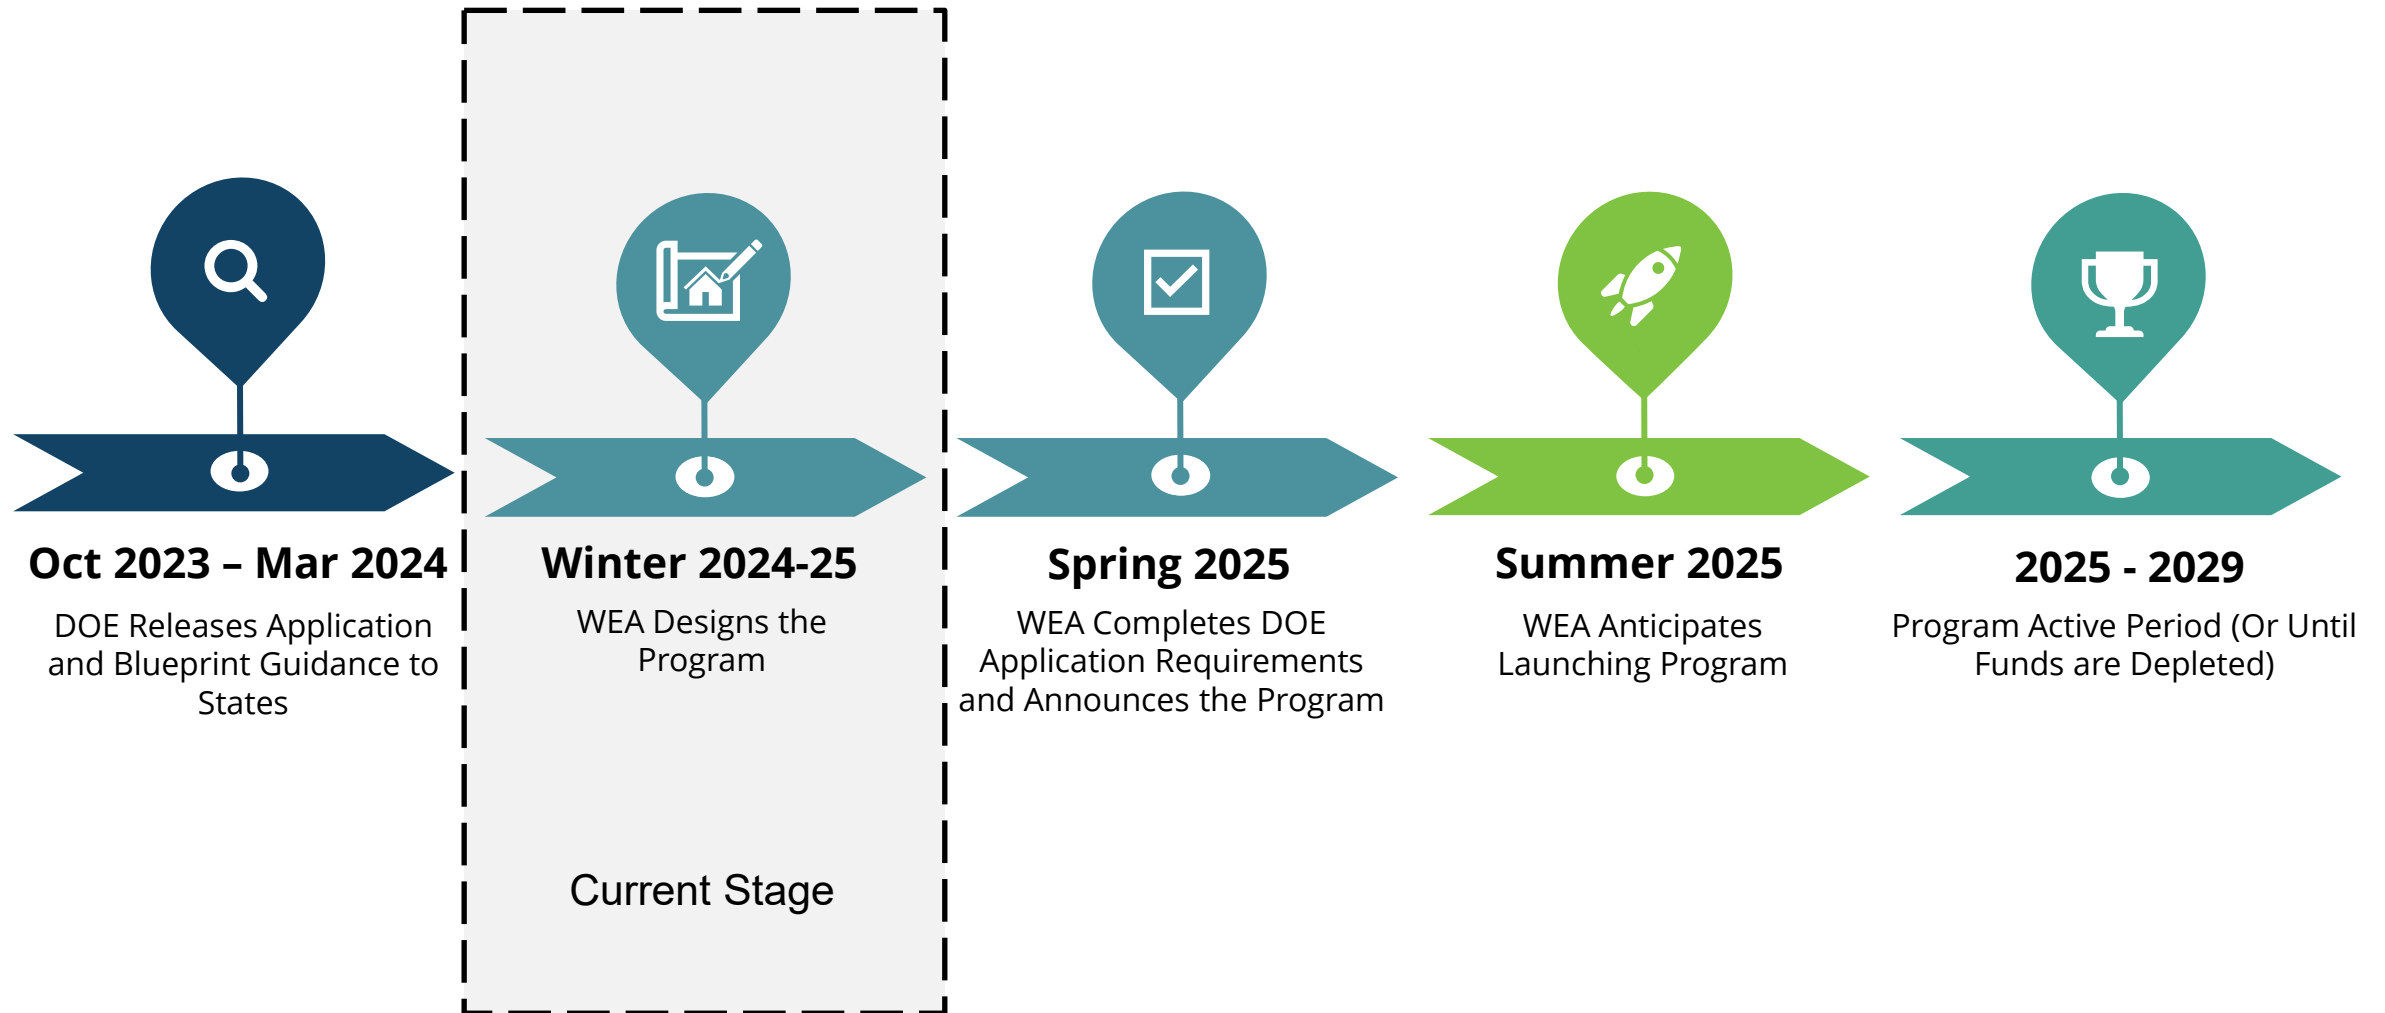 Oct 2023 – Mar 2024
DOE Releases Application
and Blueprint Guidance to
States
Winter 2024-25
WEA Designs the
Program
Current Stage
Spring 2025
WEA Completes DOE
Application Requirements
and Announces the Program
Summer 2025
WEA Anticipates
Launching Program
2025 - 2029
Program Active Period (Or Until
Funds are Depleted)